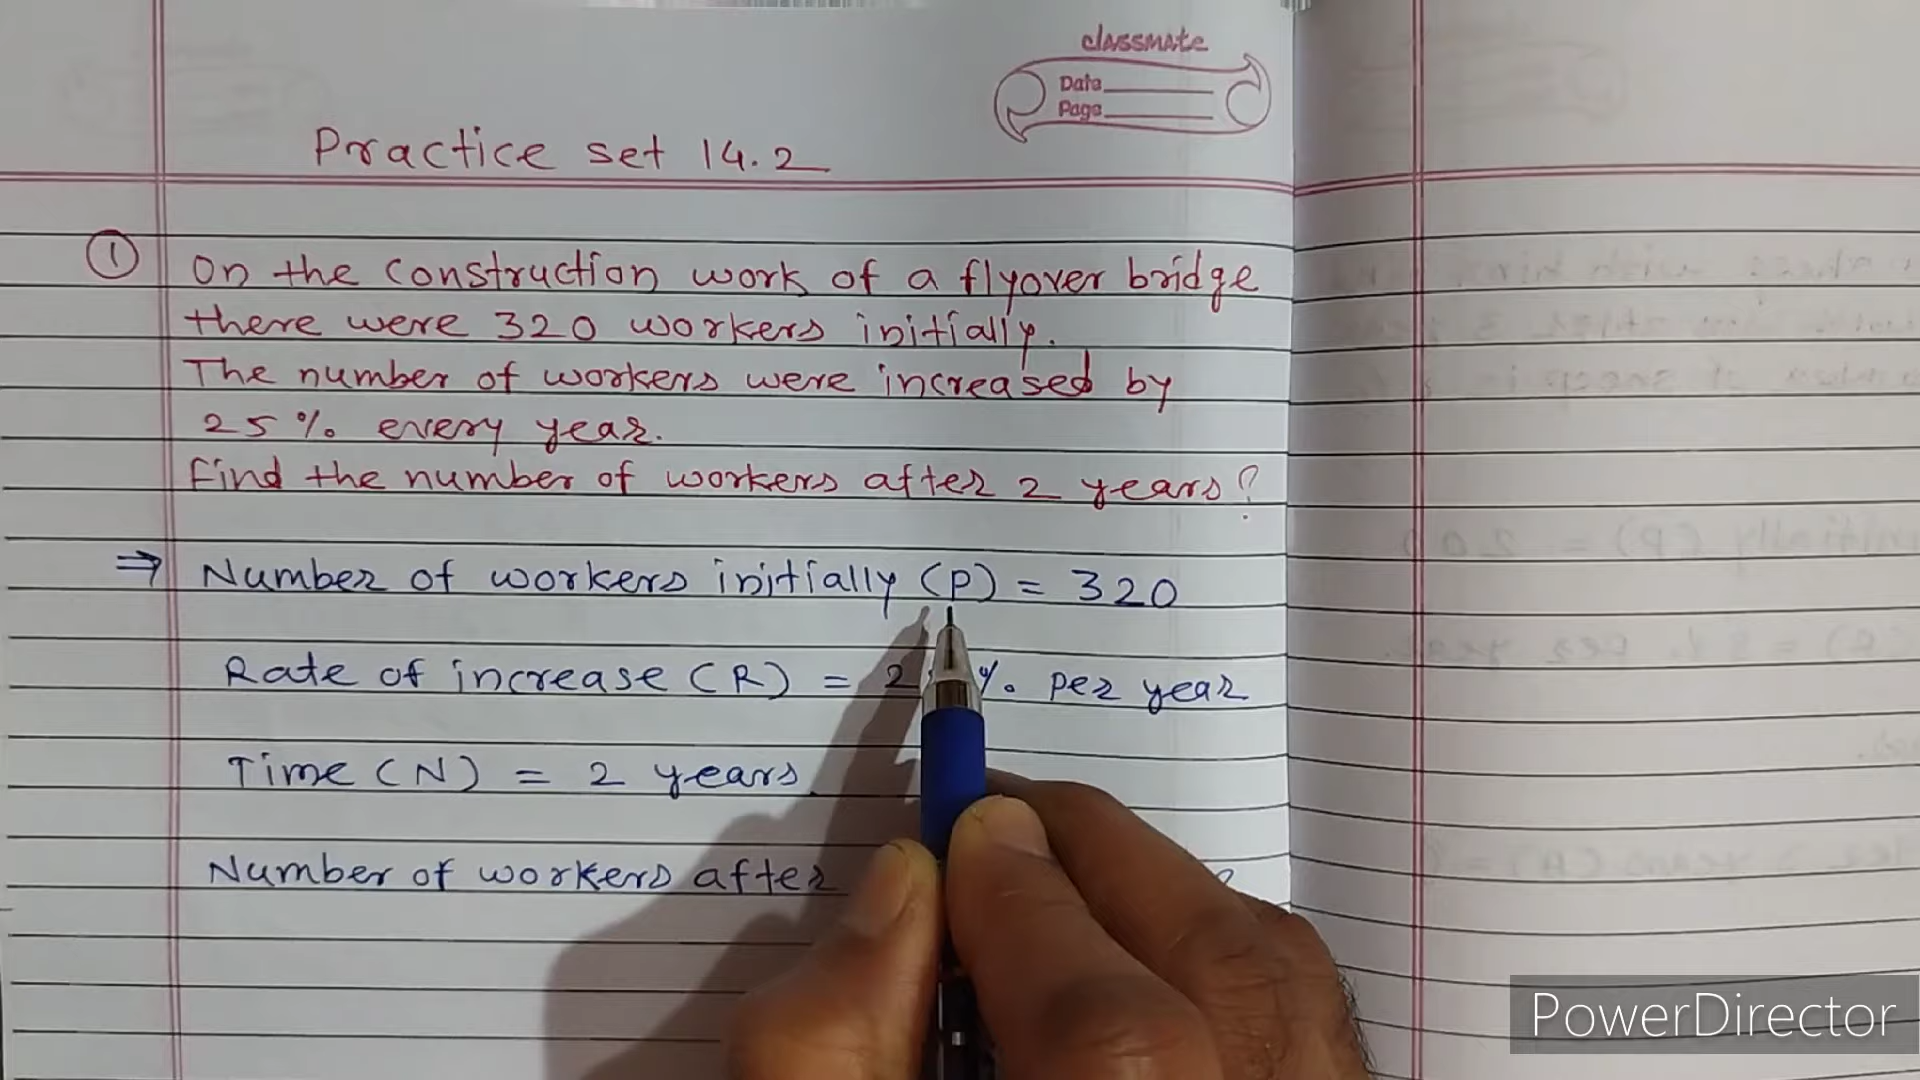 classmate
Date
Page
Practice set 14.2
1 On the construction work of a flyover bridge
there were 320 workers initially.
The number of workers were increased by
25% every year.
Find the number of workers after 2 years?
⇒ Number of workers initially (P) = 320
Rate of increase (R) = 2 % per year
Time (N) = 2 years
Number of workers after
PowerDirector